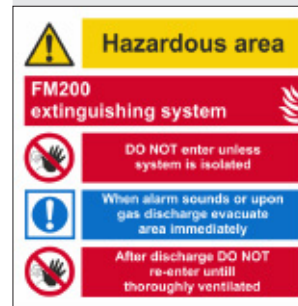 Hazardous area
FM200
extinguishing system
DO NOT enter unless
system is isolated
When alarm sounds or upon
gas discharge evacuate
area immediately
After discharge DO NOT
re-enter untill
thoroughly ventilated